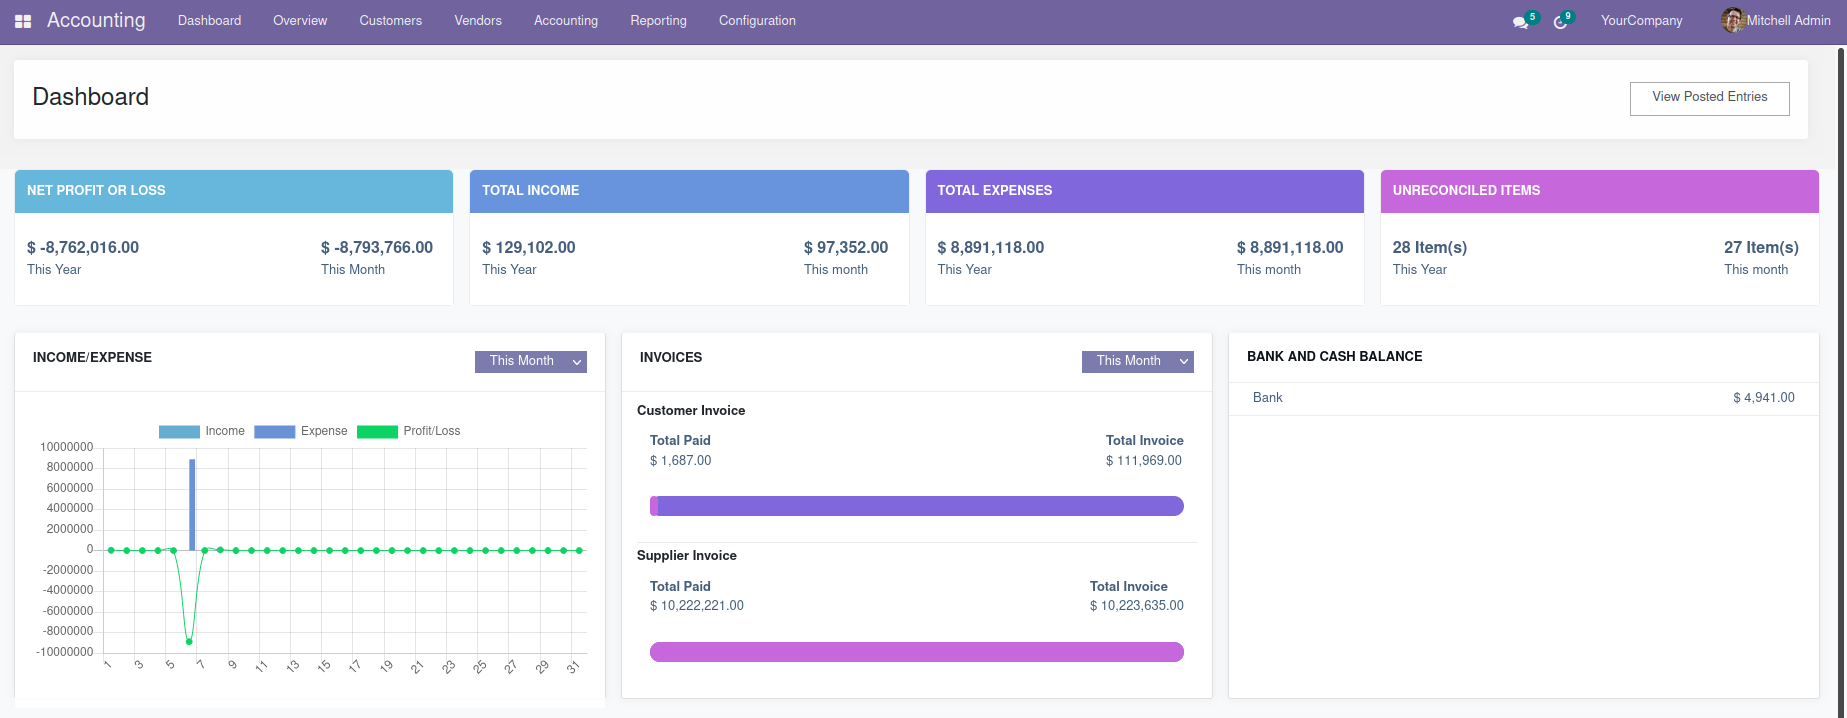 Accounting Dashboard Overview Customers Vendors Accounting Reporting Configuration 5 9 YourCompany Mitchell Admin
Dashboard
View Posted Entries
NET PROFIT OR LOSS
$ -8,762,016.00 $ -8,793,766.00
This Year This Month
TOTAL INCOME
$ 129,102.00 $ 97,352.00
This Year This month
TOTAL EXPENSES
$ 8,891,118.00 $ 8,891,118.00
This Year This month
UNRECONCILED ITEMS
28 Item(s) 27 Item(s)
This Year This month
INCOME/EXPENSE This Month
Income Expense Profit/Loss
10000000
8000000
6000000
4000000
2000000
0
-2000000
-4000000
-6000000
-8000000
-10000000
1 3 5 7 9 11 13 15 17 19 21 23 25 27 29 31
INVOICES This Month
Customer Invoice
Total Paid Total Invoice
$ 1,687.00 $ 111,969.00
Supplier Invoice
Total Paid Total Invoice
$ 10,222,221.00 $ 10,223,635.00
BANK AND CASH BALANCE
Bank $ 4,941.00